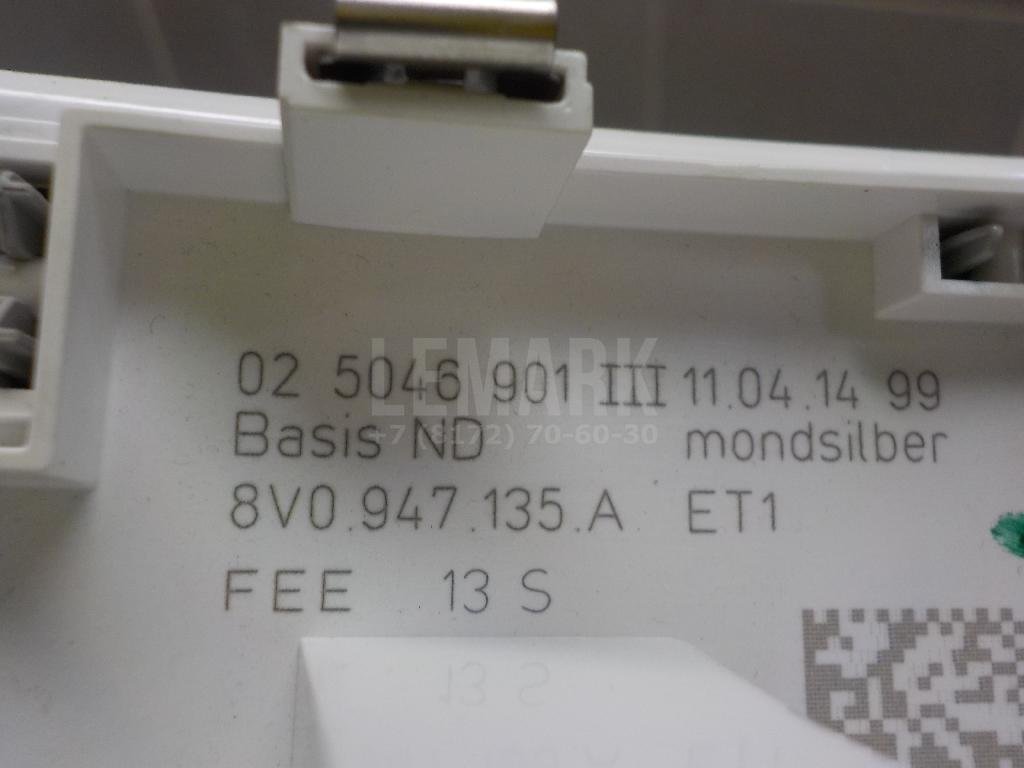 02 5046 901 III 11.04.14 99
LEMARK
Basis ND mondsilber
+7 (8172) 70-60-30
8V0.947.135.A ET1
FEE 13 S